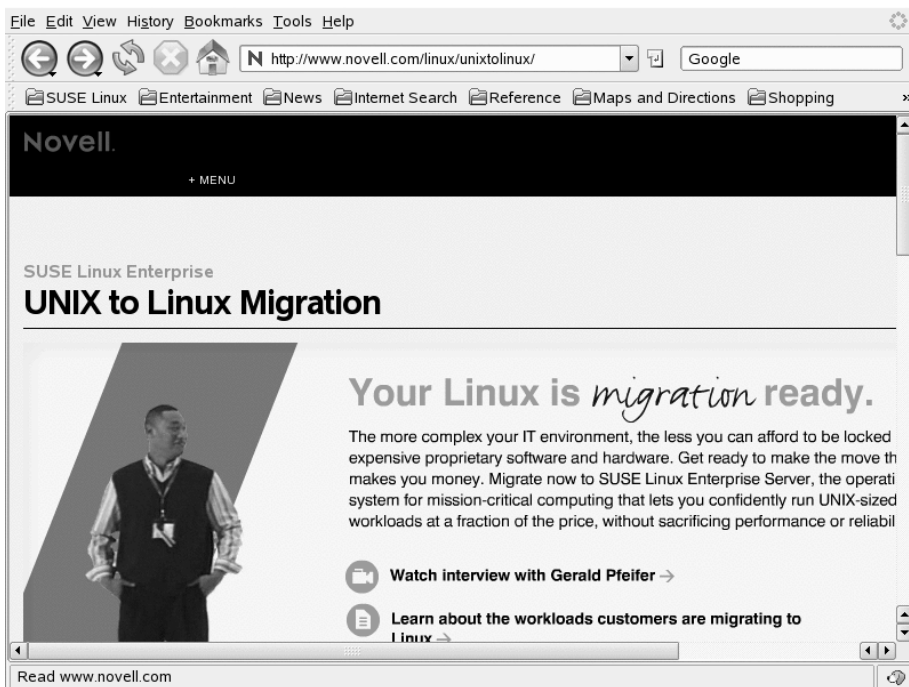 File Edit View History Bookmarks Tools Help
N http://www.novell.com/linux/unixtolinux/ Google
SUSE Linux Entertainment News Internet Search Reference Maps and Directions Shopping »
Novell.
+ MENU
SUSE Linux Enterprise
UNIX to Linux Migration
Your Linux is migration ready.
The more complex your IT environment, the less you can afford to be locked
expensive proprietary software and hardware. Get ready to make the move th
makes you money. Migrate now to SUSE Linux Enterprise Server, the operati
system for mission-critical computing that lets you confidently run UNIX-sized
workloads at a fraction of the price, without sacrificing performance or reliabil
Watch interview with Gerald Pfeifer →
Learn about the workloads customers are migrating to
Linux →
Read www.novell.com